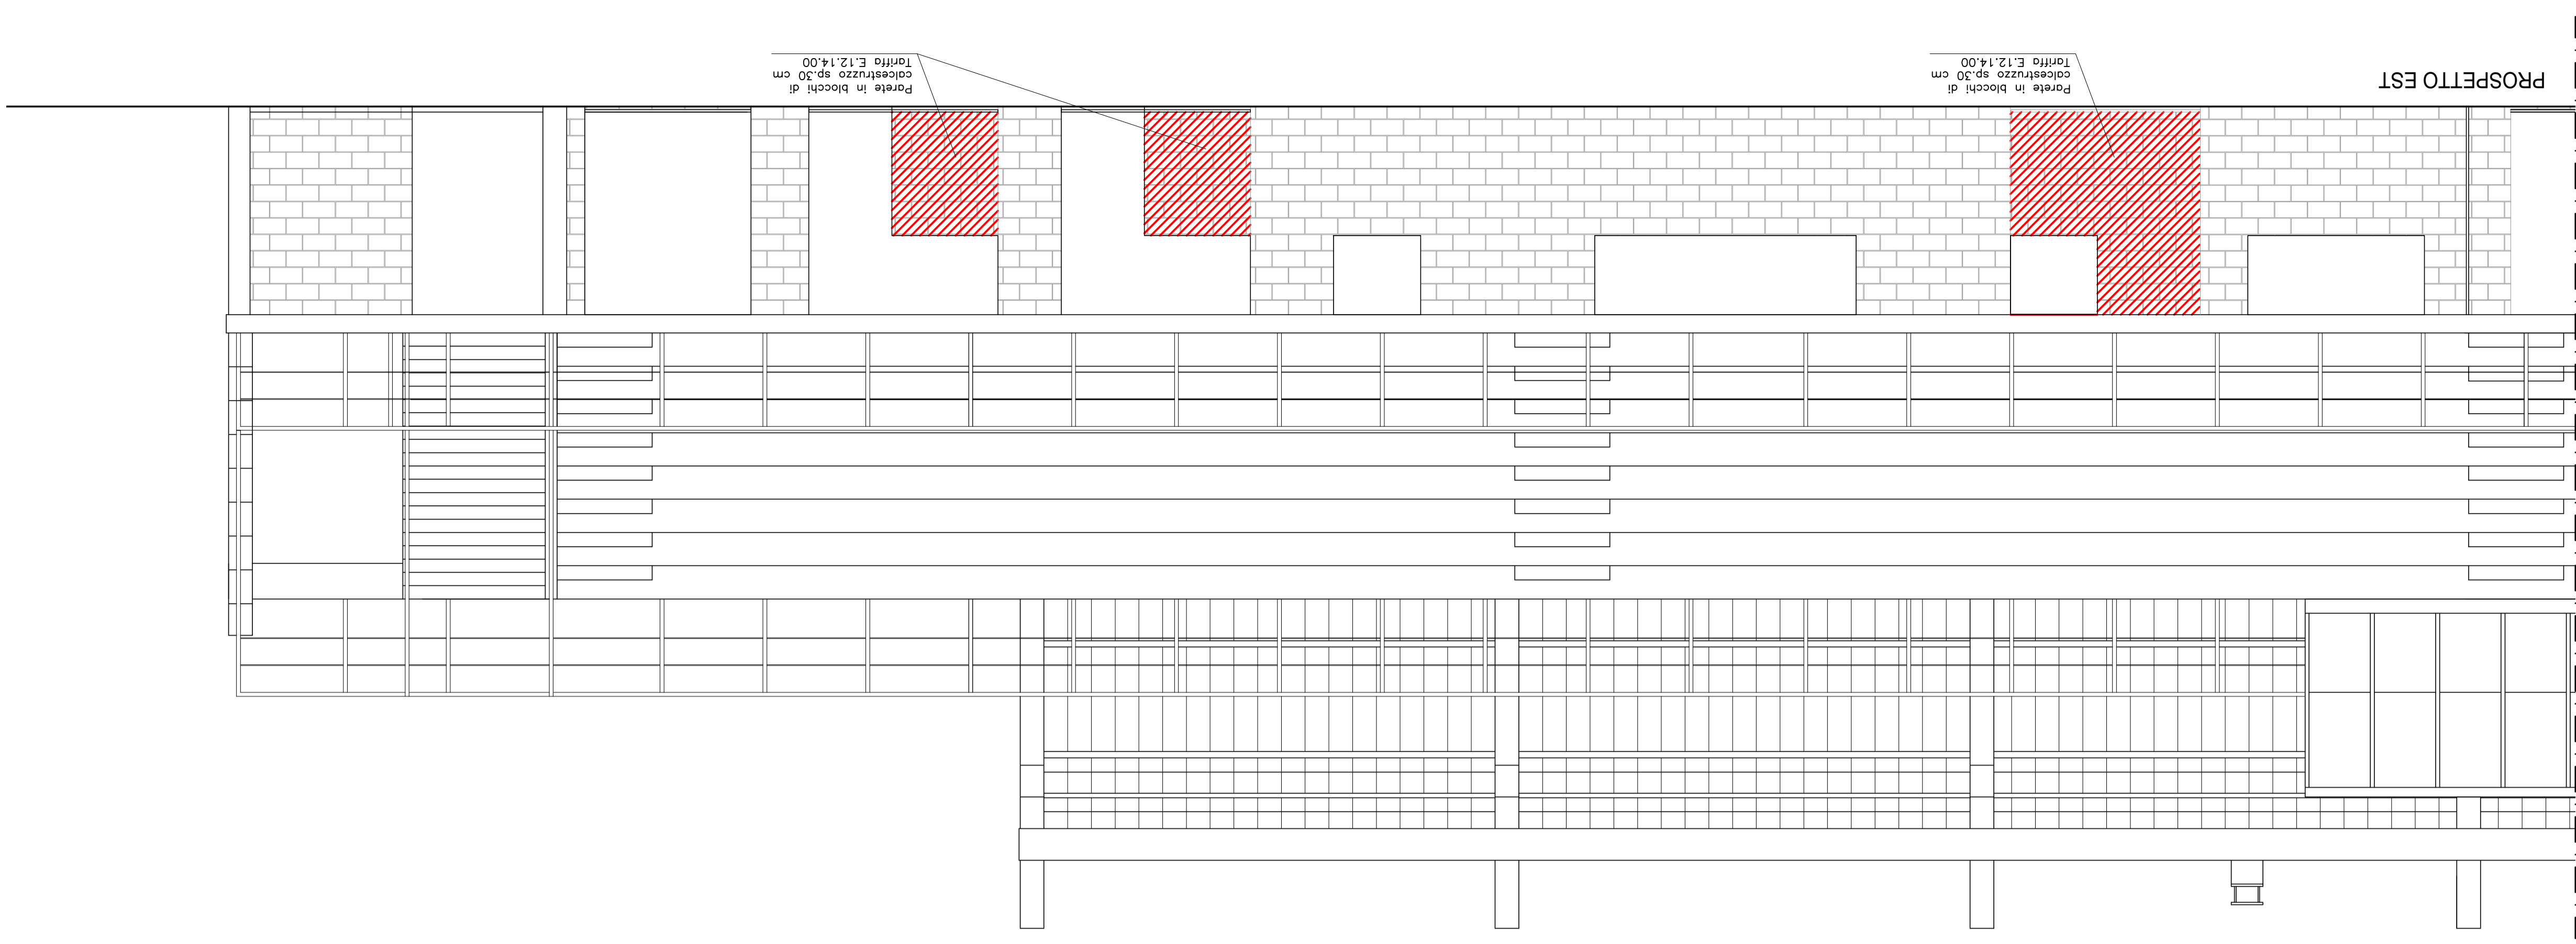 PROSPETTO EST
Parete in blocchi di
calcestruzzo sp.30 cm
Tariffa E.12.14.00
Parete in blocchi di
calcestruzzo sp.30 cm
Tariffa E.12.14.00